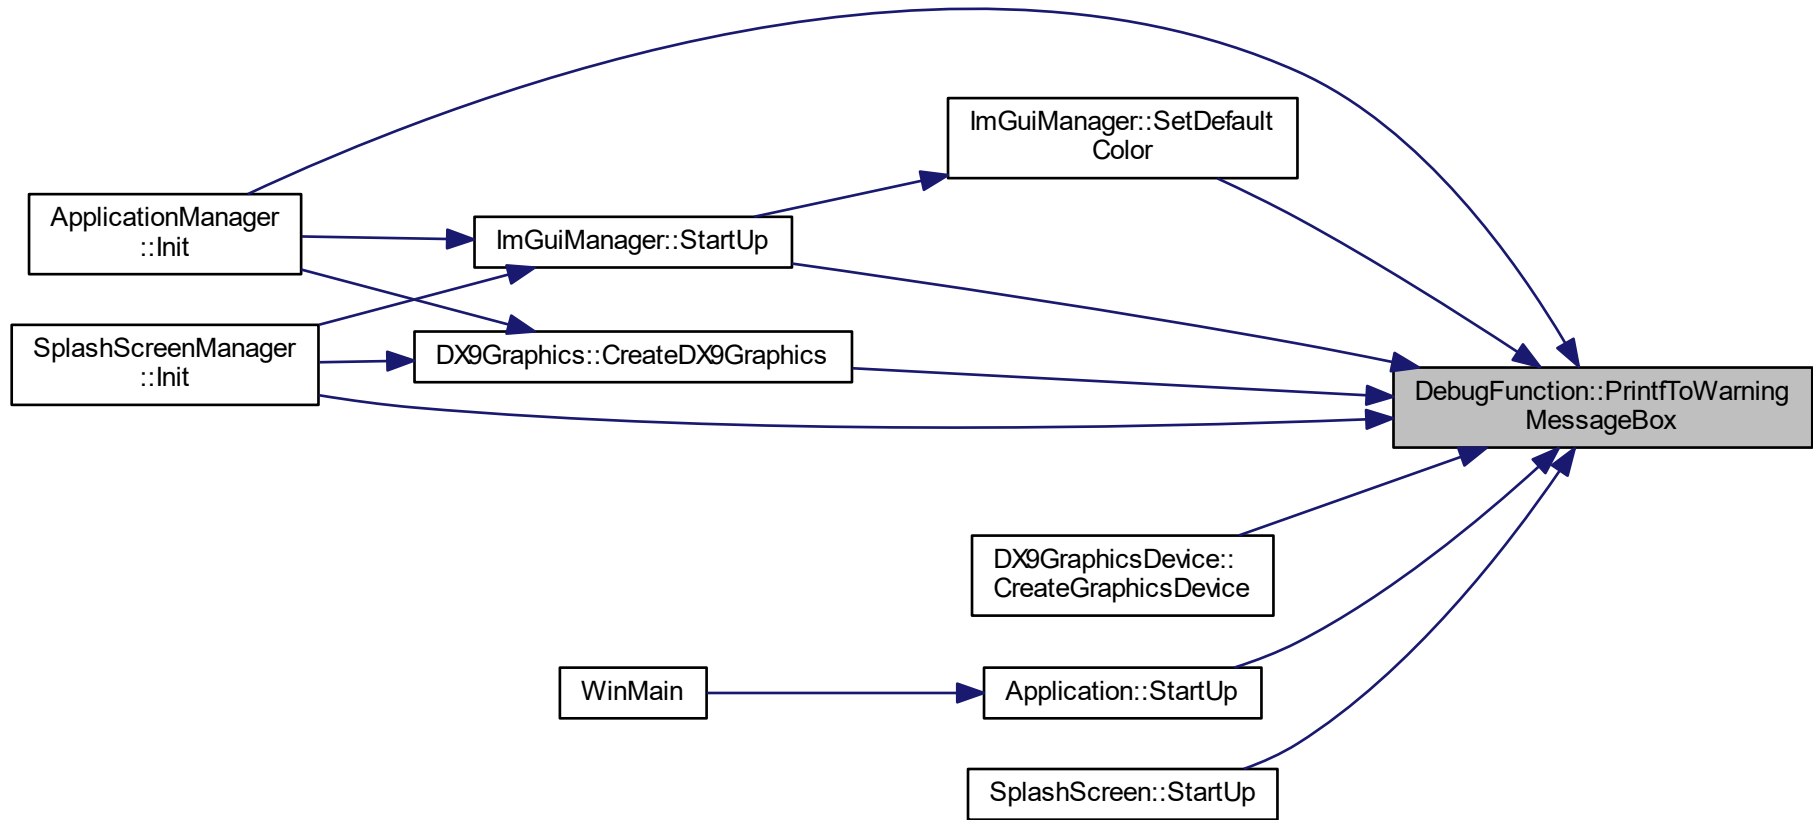 ImGuiManager::SetDefault
Color
ApplicationManager
::Init
ImGuiManager::StartUp
SplashScreenManager
::Init
DX9Graphics::CreateDX9Graphics
DebugFunction::PrintfToWarning
MessageBox
DX9GraphicsDevice::
CreateGraphicsDevice
WinMain
Application::StartUp
SplashScreen::StartUp